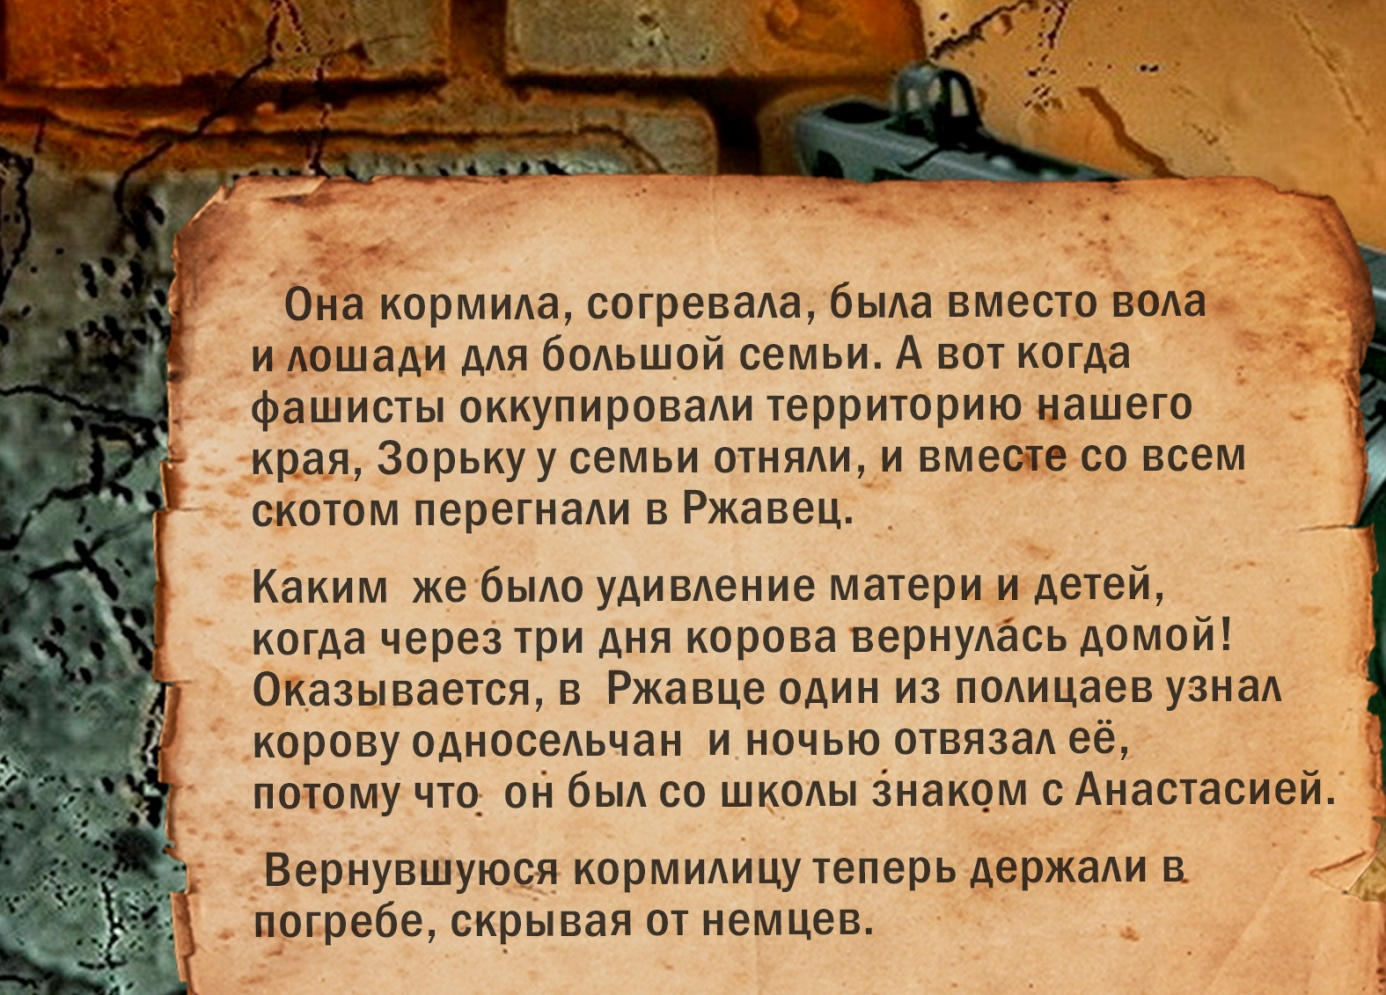 Она кормила, согревала, была вместо вола
и лошади для большой семьи. А вот когда
фашисты оккупировали территорию нашего
края, Зорьку у семьи отняли, и вместе со всем
скотом перегнали в Ржавец.
Каким же было удивление матери и детей,
когда через три дня корова вернулась домой!
Оказывается, в Ржавце один из полицаев узнал
корову односельчан и ночью отвязал её,
потому что он был со школы знаком с Анастасией.
Вернувшуюся кормилицу теперь держали в
погребе, скрывая от немцев.